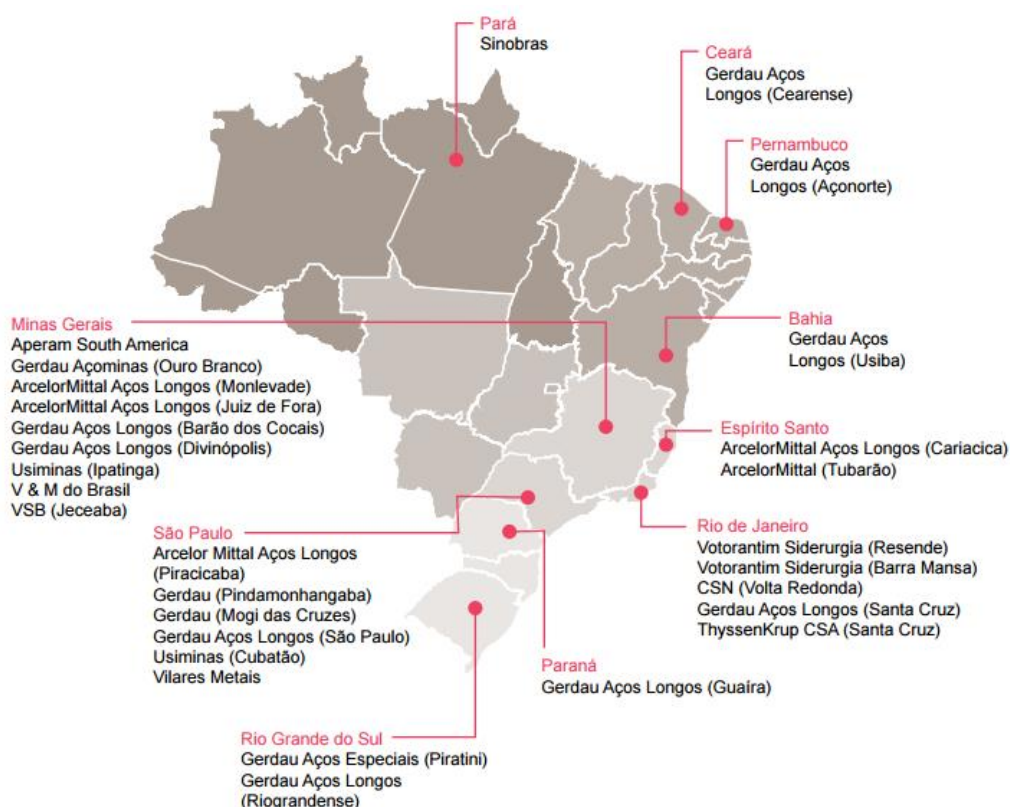 Pará
Sinobras
Ceará
Gerdau Aços
Longos (Cearense)
Pernambuco
Gerdau Aços
Longos (Açonorte)
Minas Gerais
Aperam South America
Gerdau Açominas (Ouro Branco)
ArcelorMittal Aços Longos (Monlevade)
ArcelorMittal Aços Longos (Juiz de Fora)
Gerdau Aços Longos (Barão dos Cocais)
Gerdau Aços Longos (Divinópolis)
Usiminas (Ipatinga)
V & M do Brasil
VSB (Jeceaba)
Bahia
Gerdau Aços
Longos (Usiba)
Espírito Santo
ArcelorMittal Aços Longos (Cariacica)
ArcelorMittal (Tubarão)
São Paulo
Arcelor Mittal Aços Longos
(Piracicaba)
Gerdau (Pindamonhangaba)
Gerdau (Mogi das Cruzes)
Gerdau Aços Longos (São Paulo)
Usiminas (Cubatão)
Vilares Metais
Rio de Janeiro
Votorantim Siderurgia (Resende)
Votorantim Siderurgia (Barra Mansa)
CSN (Volta Redonda)
Gerdau Aços Longos (Santa Cruz)
ThyssenKrup CSA (Santa Cruz)
Paraná
Gerdau Aços Longos (Guaíra)
Rio Grande do Sul
Gerdau Aços Especiais (Piratini)
Gerdau Aços Longos
(Riograndense)